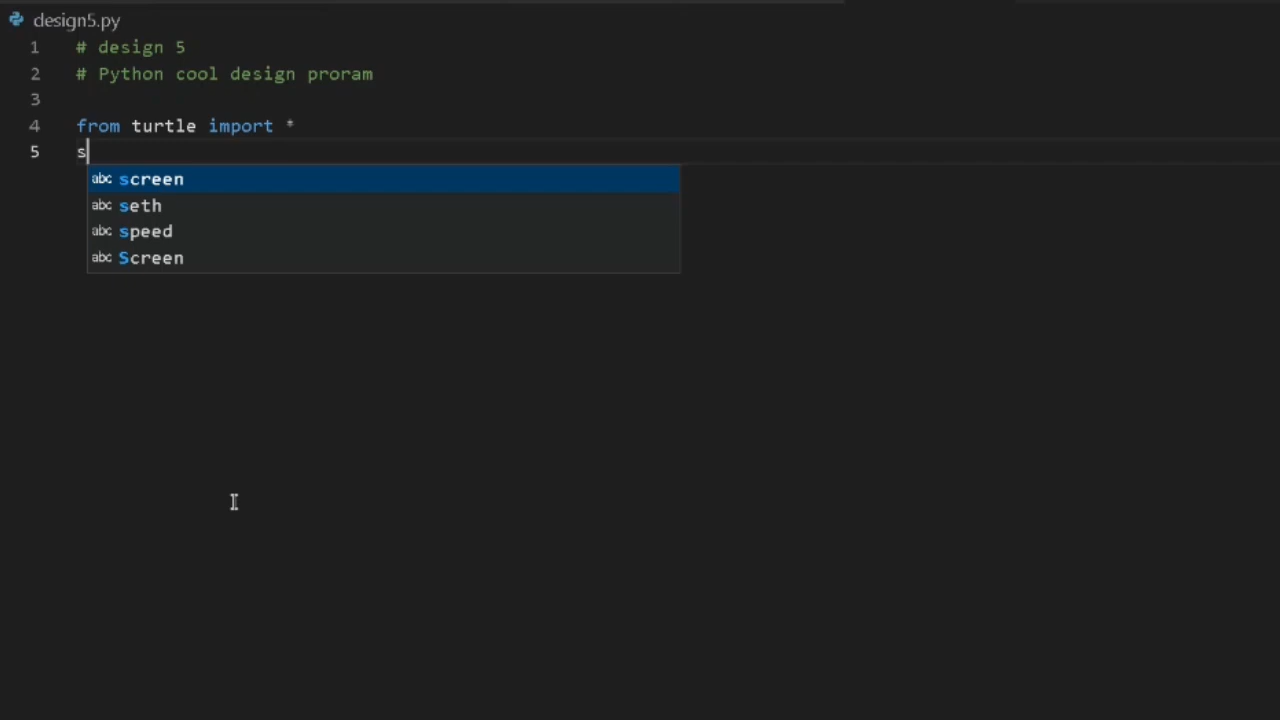 design5.py
1 # design 5
2 # Python cool design proram
3
4 from turtle import *
5 s
abc screen
abc seth
abc speed
abc Screen